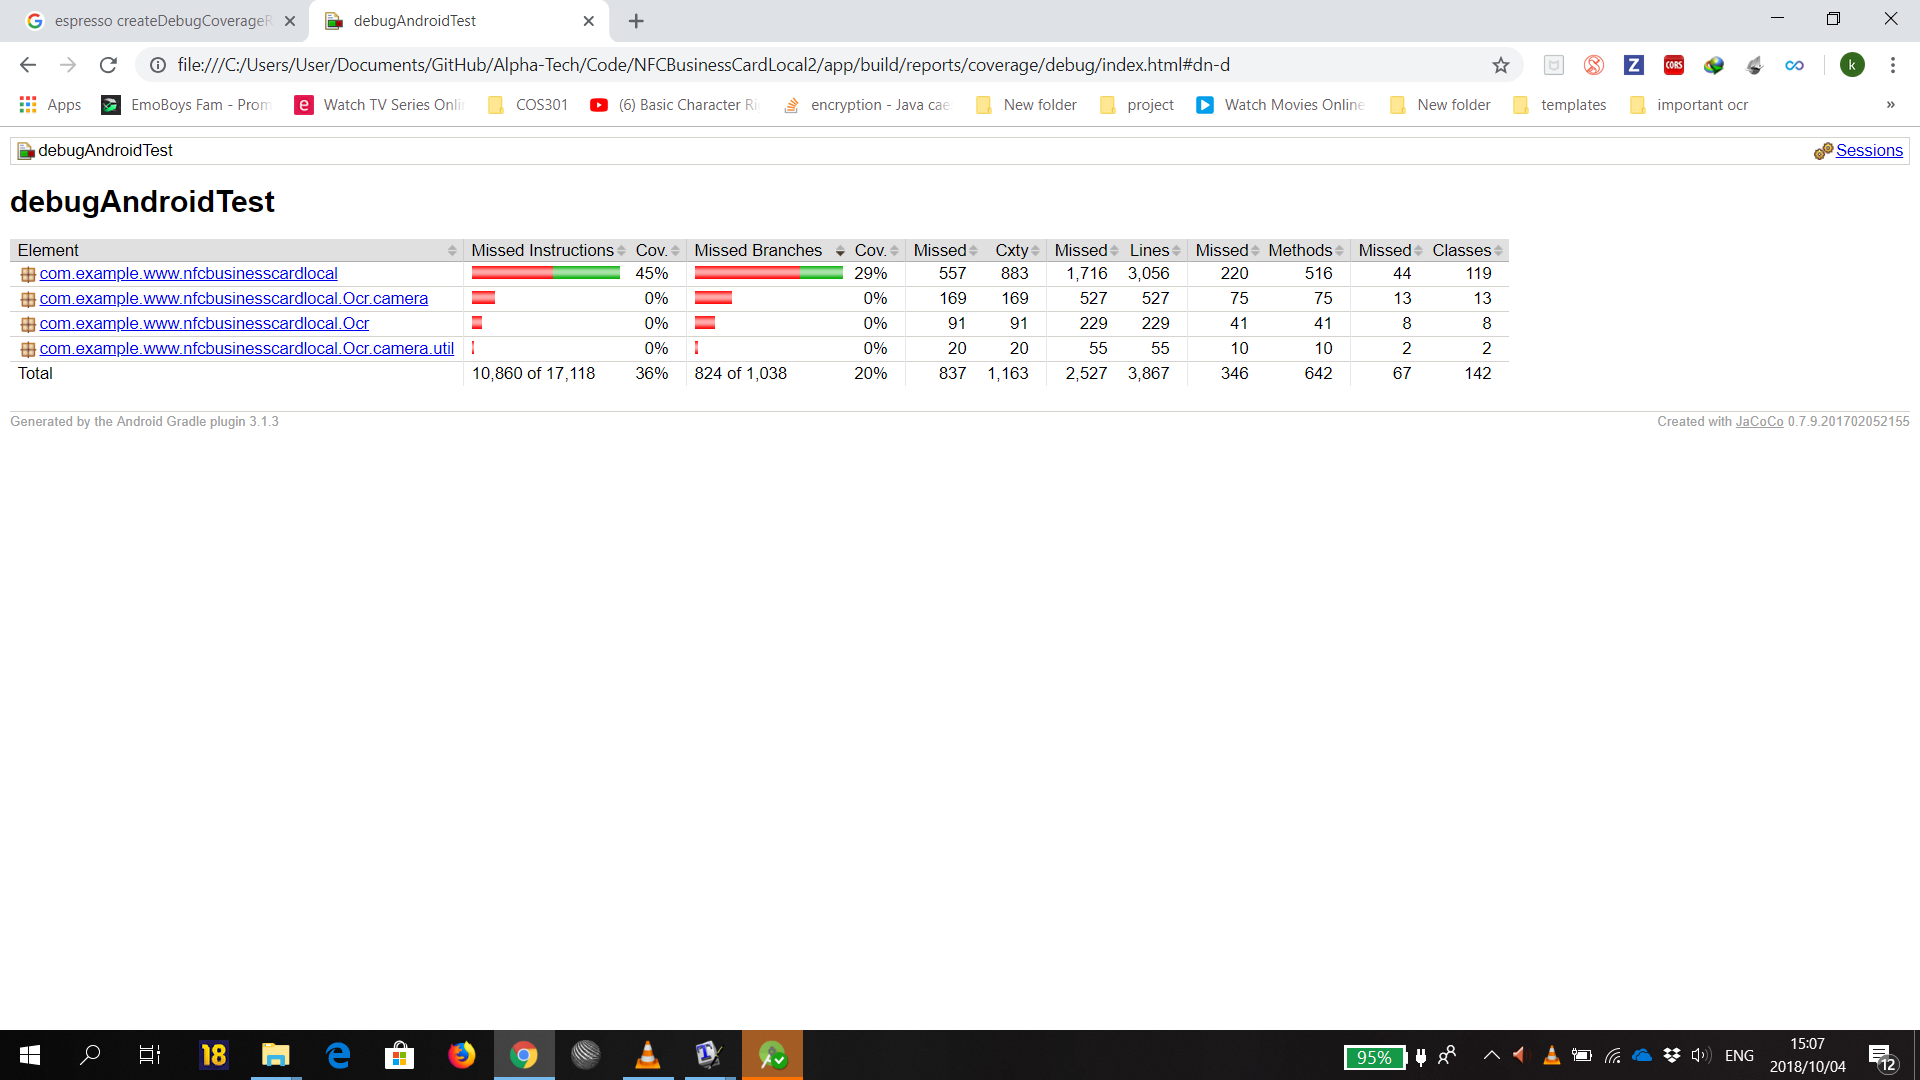 espresso createDebugCoverageR
debugAndroidTest
file:///C:/Users/User/Documents/GitHub/Alpha-Tech/Code/NFCBusinessCardLocal2/app/build/reports/coverage/debug/index.html#dn-d
CORS
Z
k
Apps
EmoBoys Fam - Prom
Watch TV Series Onli
COS301
(6) Basic Character Ri
encryption - Java cae
New folder
project
Watch Movies Online
New folder
templates
important ocr
»
debugAndroidTest
Sessions
debugAndroidTest
Element Missed Instructions Cov. Missed Branches Cov. Missed Cxty Missed Lines Missed Methods Missed Classes
com.example.www.nfcbusinesscardlocal 45% 29% 557 883 1,716 3,056 220 516 44 119
com.example.www.nfcbusinesscardlocal.Ocr.camera 0% 0% 169 169 527 527 75 75 13 13
com.example.www.nfcbusinesscardlocal.Ocr 0% 0% 91 91 229 229 41 41 8 8
com.example.www.nfcbusinesscardlocal.Ocr.camera.util 0% 0% 20 20 55 55 10 10 2 2
Total 10,860 of 17,118 36% 824 of 1,038 20% 837 1,163 2,527 3,867 346 642 67 142
Generated by the Android Gradle plugin 3.1.3
Created with JaCoCo 0.7.9.201702052155
18
95%
ENG
15:07
2018/10/04
12